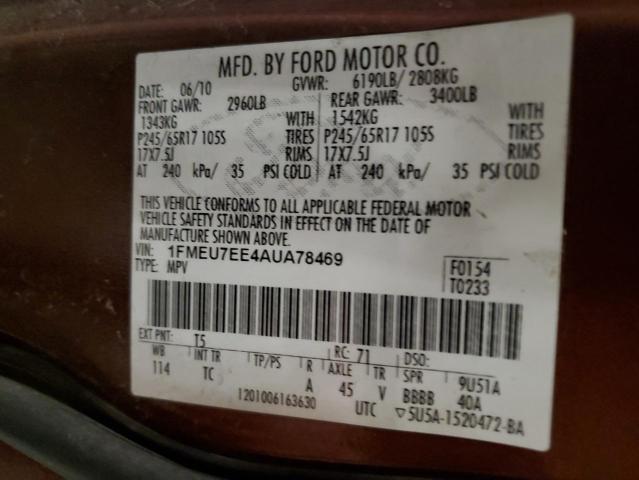 MFD. BY FORD MOTOR CO.
DATE: 06/10 GVWR: 6190LB/ 2808KG
FRONT GAWR: 2960LB REAR GAWR: 3400LB
1343KG WITH 1542KG WITH
P245/65R17 105S TIRES P245/65R17 105S TIRES
17X7.5J RIMS 17X7.5J RIMS
AT 240 kPa/ 35 PSI COLD AT 240 kPa/ 35 PSI COLD
THIS VEHICLE CONFORMS TO ALL APPLICABLE FEDERAL MOTOR
VEHICLE SAFETY STANDARDS IN EFFECT ON THE DATE OF
MANUFACTURE SHOWN ABOVE.
VIN: 1FMEU7EE4AUA78469 F0154
TYPE: MPV T0233
EXT PNT: T5 RC: 71 DSO:
WB INT TR TP/PS R AXLE TR SPR 9U51A
114 TC A 45 V BBBB 40A
1201006163630 UTC ▽5U5A-1520472-BA